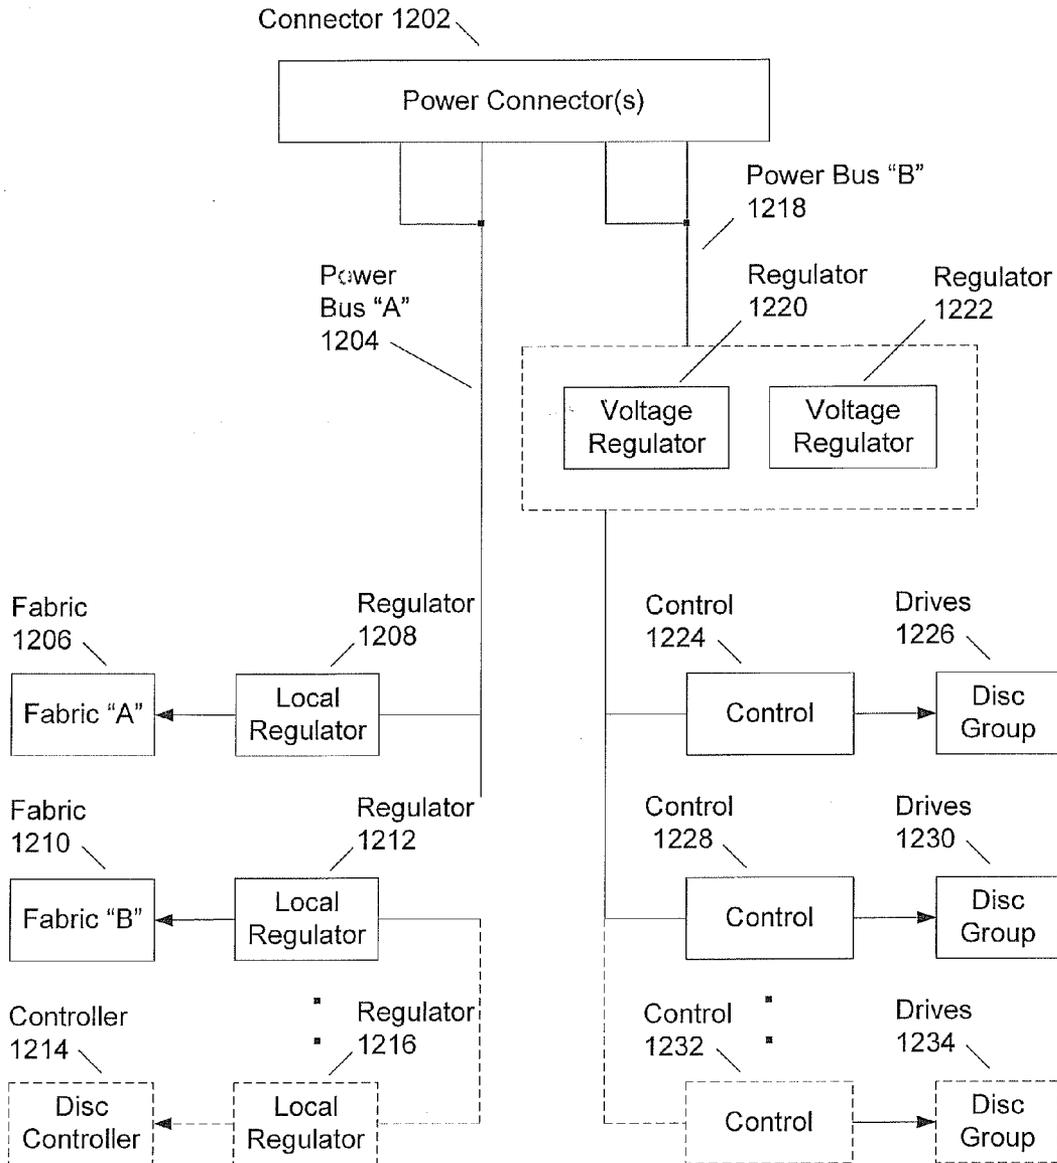 Connector 1202
Power Connector(s)
Power Bus “B”
1218
Power
Bus “A”
1204
Regulator
1220
Regulator
1222
Voltage
Regulator
Voltage
Regulator
Fabric
1206
Regulator
1208
Control
1224
Drives
1226
Fabric “A”
Local
Regulator
Control
Disc
Group
Fabric
1210
Regulator
1212
Control
1228
Drives
1230
Fabric “B”
Local
Regulator
Control
Disc
Group
Controller
1214
Regulator
1216
Control
1232
Drives
1234
Disc
Controller
Local
Regulator
Control
Disc
Group